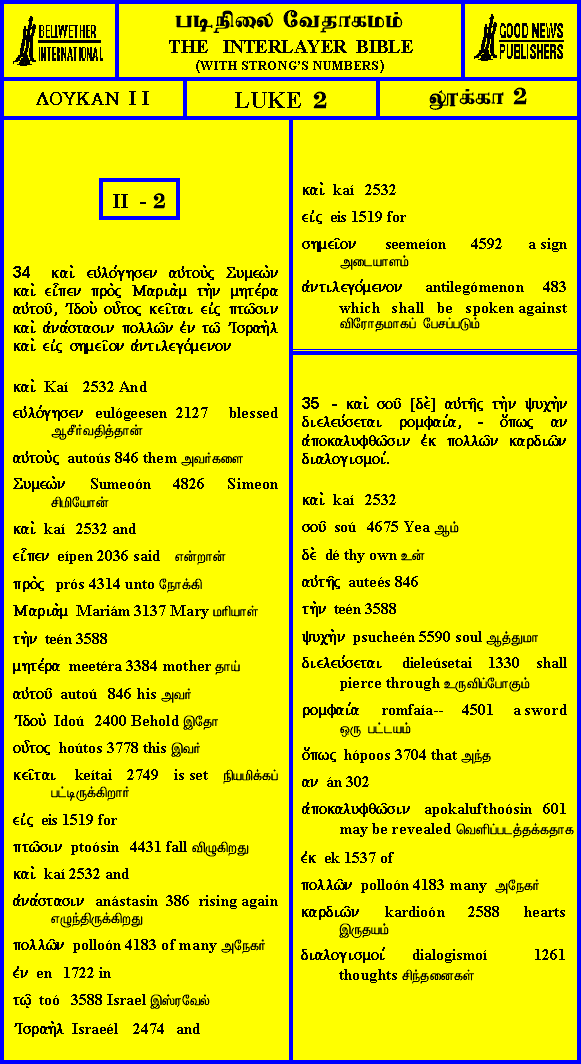 BELLWETHER
INTERNATIONAL
படிநிலை வேதாகமம்
THE INTERLAYER BIBLE
(WITH STRONG'S NUMBERS)
GOOD NEWS
PUBLISHERS
ΛΟΥΚΑΝ II
LUKE 2
லூக்கா 2
II - 2
34 καὶ εὐλόγησεν αὐτοὺς Συμεὼν
καὶ εἶπεν πρὸς Μαριὰμ τὴν μητέρα
αὐτοῦ, Ἰδοὺ οὗτος κεῖται εἰς πτῶσιν
καὶ ἀνάστασιν πολλῶν ἐν τῶ Ἰσραὴλ
καὶ εἰς σημεῖον ἀντιλεγόμενον
καὶ Kaí 2532 And
εὐλόγησεν eulógeesen 2127 blessed
ஆசீர்வதித்தான்
αὐτοὺς autoús 846 them அவர்களை
Συμεὼν Sumeoón 4826 Simeon
சிமியோன்
καὶ kaí 2532 and
εἶπεν eípen 2036 said என்றான்
πρὸς prós 4314 unto நோக்கி
Μαριὰμ Mariám 3137 Mary மரியாள்
τὴν teén 3588
μητέρα meetéra 3384 mother தாய்
αὐτοῦ autoú 846 his அவர்
Ἰδοὺ Idoú 2400 Behold இதோ
οὗτος hoútos 3778 this இவர்
κεῖται keítai 2749 is set நியமிக்கப்
பட்டிருக்கிறார்
εἰς eis 1519 for
πτῶσιν ptoósin 4431 fall விழுகிறது
καὶ kaí 2532 and
ἀνάστασιν anástasin 386 rising again
எழுந்திருக்கிறது
πολλῶν polloón 4183 of many அநேகர்
ἐν en 1722 in
τῷ toó 3588 Israel இஸ்ரவேல்
Ἰσραὴλ Israeél 2474 and
καὶ kaí 2532
εἰς eis 1519 for
σημεῖον seemeíon 4592 a sign
அடையாளம்
ἀντιλεγόμενον antilegómenon 483
which shall be spoken against
விரோதமாகப் பேசப்படும்
35 - καὶ σοῦ [δὲ] αὐτῆς τὴν ψυχὴν
διελεύσεται ρομφαία, - ὅπως αν
ἀποκαλυφθῶσιν ἐκ πολλῶν καρδιῶν
διαλογισμοί.
καὶ kaí 2532
σοῦ soú 4675 Yea ஆம்
δὲ dé thy own உன்
αὐτῆς auteés 846
τὴν teén 3588
ψυχὴν psucheén 5590 soul ஆத்துமா
διελεύσεται dieleúsetai 1330 shall
pierce through உருவிப்போகும்
ρομφαία romfaía-- 4501 a sword
ஒரு பட்டயம்
ὅπως hópoos 3704 that அந்த
αν án 302
ἀποκαλυφθῶσιν apokalufthoósin 601
may be revealed வெளிப்படத்தக்கதாக
ἐκ ek 1537 of
πολλῶν polloón 4183 many அநேகர்
καρδιῶν kardioón 2588 hearts
இருதயம்
διαλογισμοί dialogismoí 1261
thoughts சிந்தனைகள்